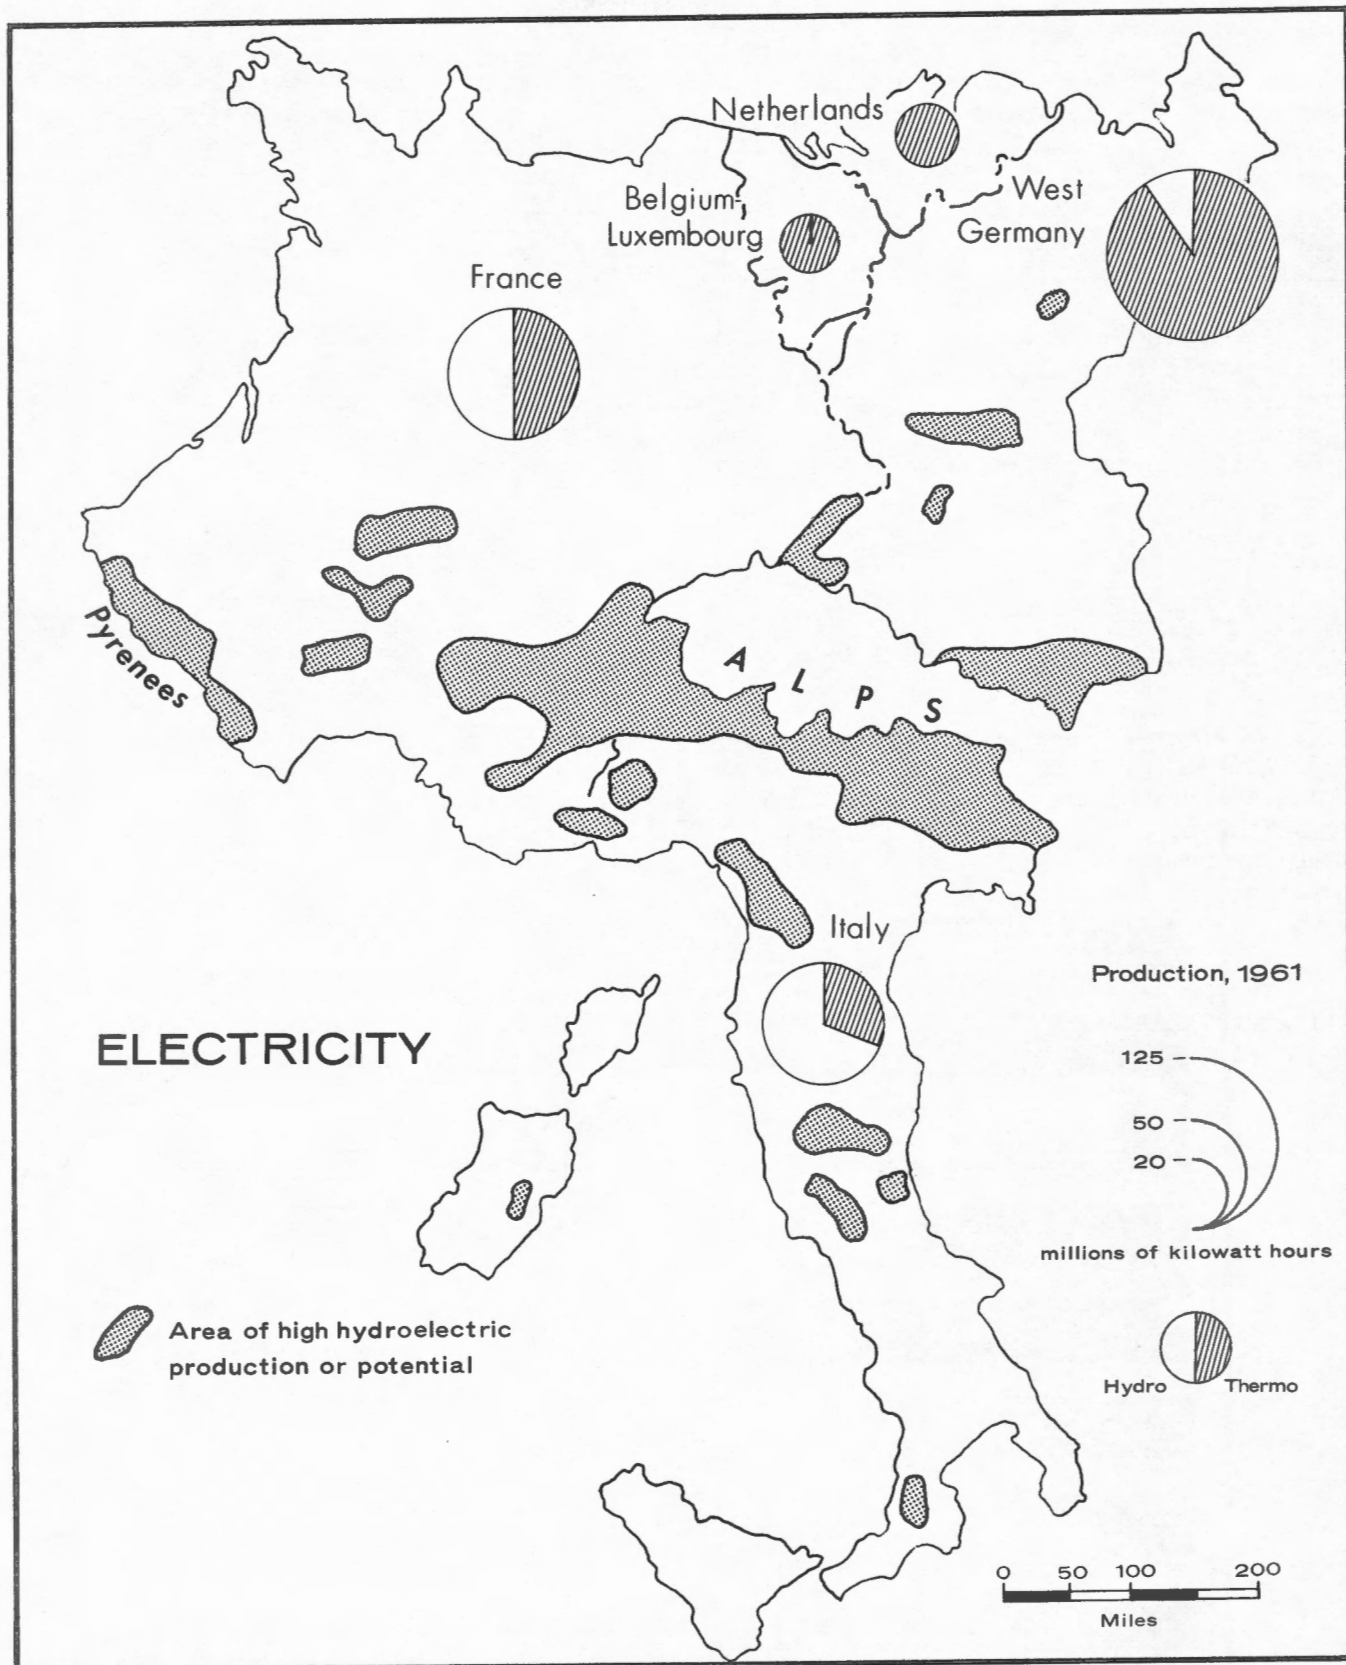 Netherlands
West
Germany
Belgium-
Luxembourg
France
Pyrenees
ALPS
Italy
Production, 1961
ELECTRICITY
125
50
20
millions of kilowatt hours
Area of high hydroelectric
production or potential
Hydro Thermo
0 50 100 200
Miles